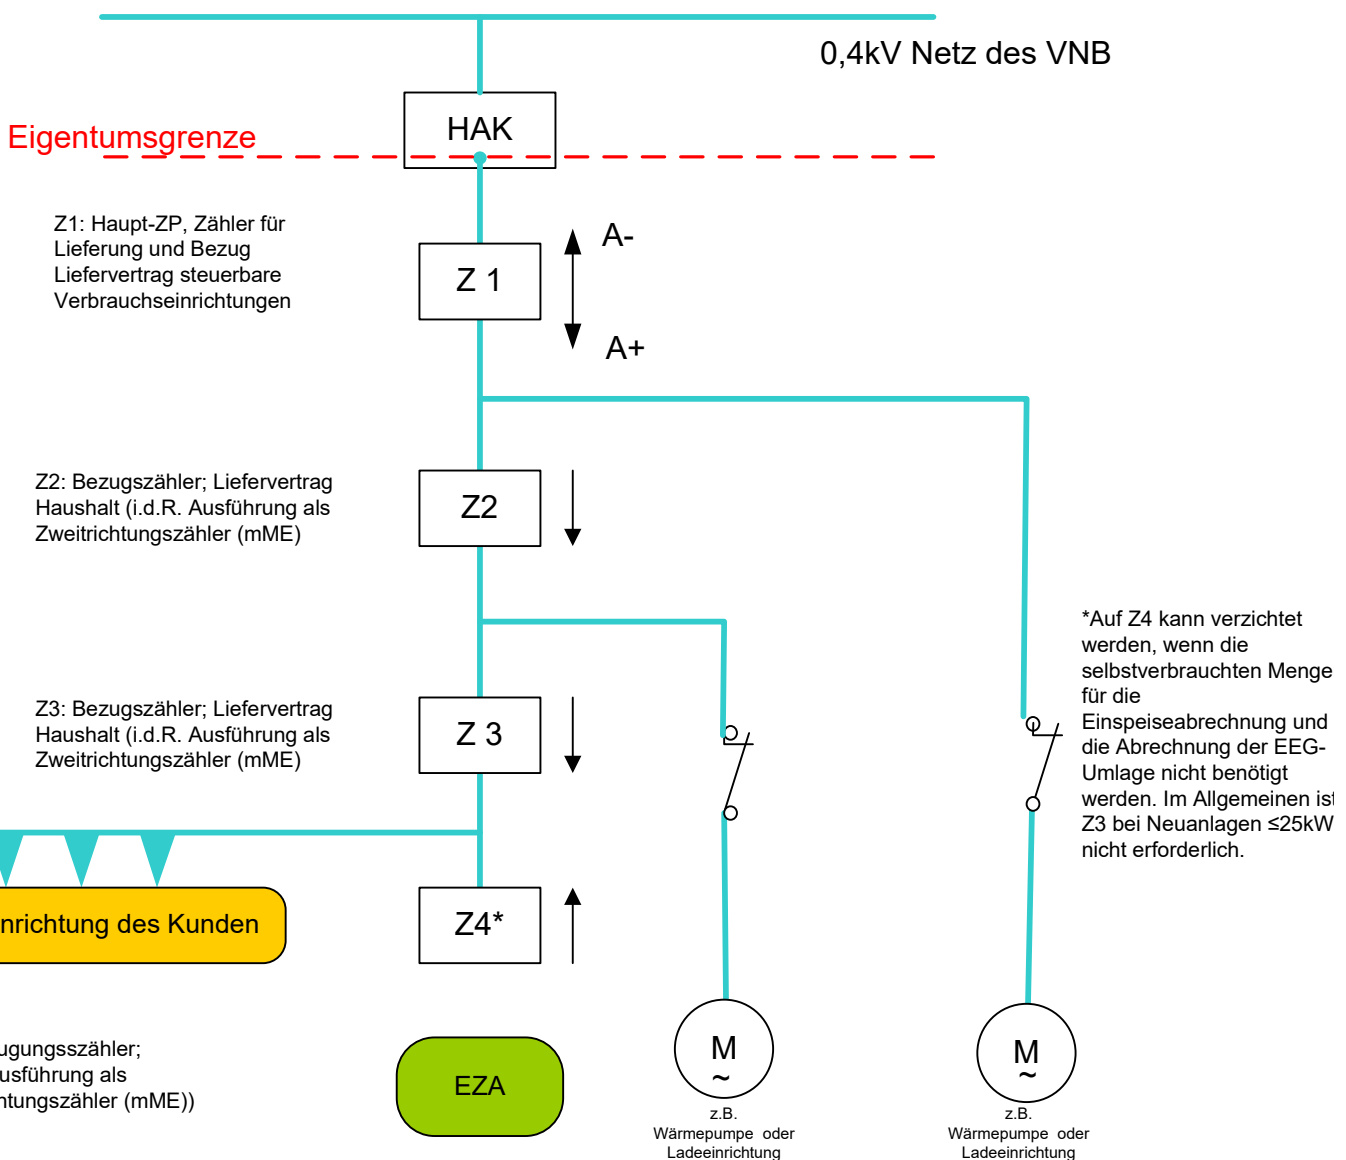 0,4kV Netz des VNB
HAK
Eigentumsgrenze
Z1: Haupt-ZP, Zähler für
Lieferung und Bezug
Liefervertrag steuerbare
Verbrauchseinrichtungen
Z 1
A-
A+
Z2: Bezugszähler; Liefervertrag
Haushalt (i.d.R. Ausführung als
Zweitrichtungszähler (mME)
Z2
*Auf Z4 kann verzichtet
werden, wenn die
selbstverbrauchten Menge
für die
Einspeiseabrechnung und
die Abrechnung der EEG-
Umlage nicht benötigt
werden. Im Allgemeinen ist
Z3 bei Neuanlagen ≤25kW
nicht erforderlich.
Z3: Bezugszähler; Liefervertrag
Haushalt (i.d.R. Ausführung als
Zweitrichtungszähler (mME)
Z 3
nrichtung des Kunden
Z4*
ugungsszähler;
usführung als
htungszähler (mME))
EZA
M
~
z.B.
Wärmepumpe oder
Ladeeinrichtung
M
~
z.B.
Wärmepumpe oder
Ladeeinrichtung